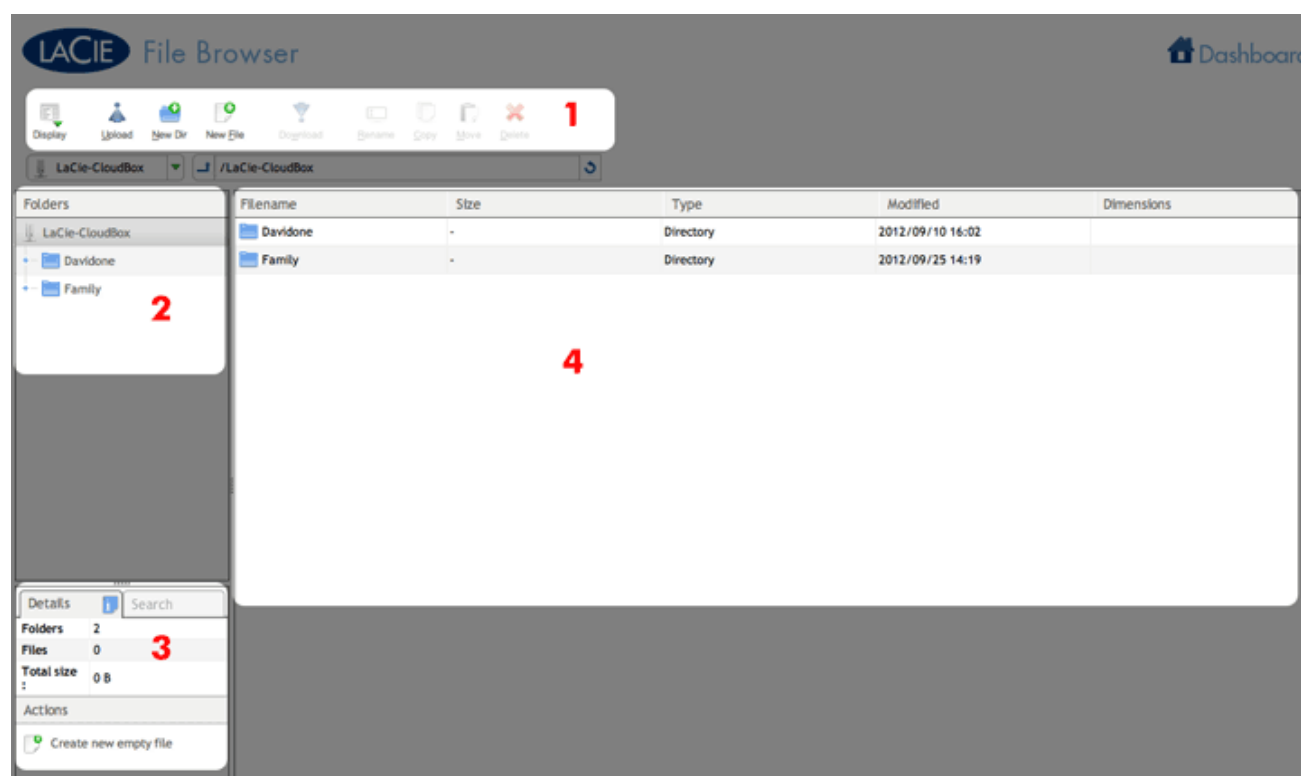 LACIE File Browser
Dashboard
Display Upload New Dir New File Download Rename Copy Move Delete 1
LaCie-CloudBox /LaCie-CloudBox
Folders
LaCie-CloudBox
Davidone
Family
2
Filename Size Type Modified Dimensions
Davidone - Directory 2012/09/10 16:02
Family - Directory 2012/09/25 14:19
4
Details Search
Folders 2
Files 0
3
Total size : 0 B
Actions
Create new empty file